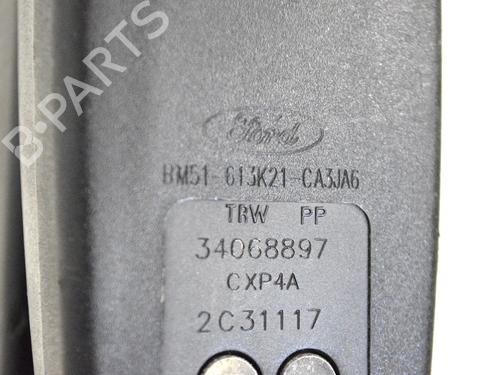 B-PARTS
Ford
BM51-613K21-CA3JA6
TRW PP
34068897
CXP4A
2C31117